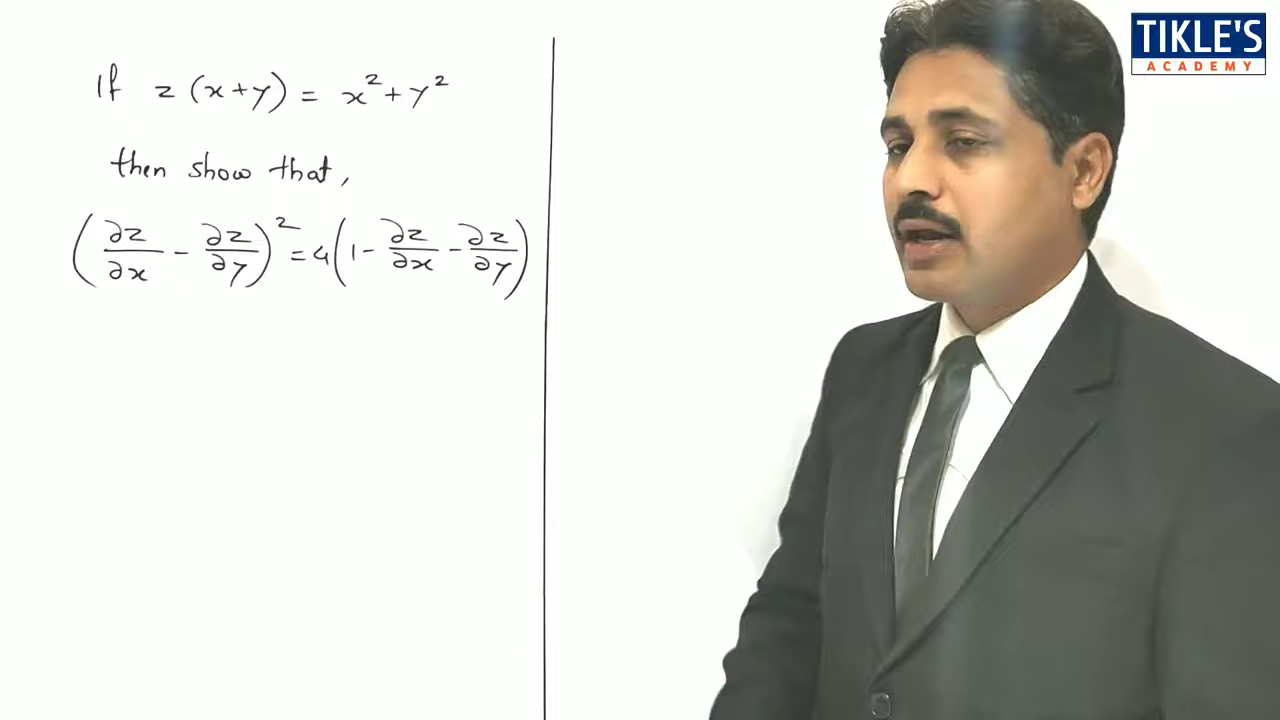 If z (x+y) = x² + y²
then show that,
(∂z/∂x - ∂z/∂y)² = 4(1 - ∂z/∂x - ∂z/∂y)
TIKLE'S
ACADEMY